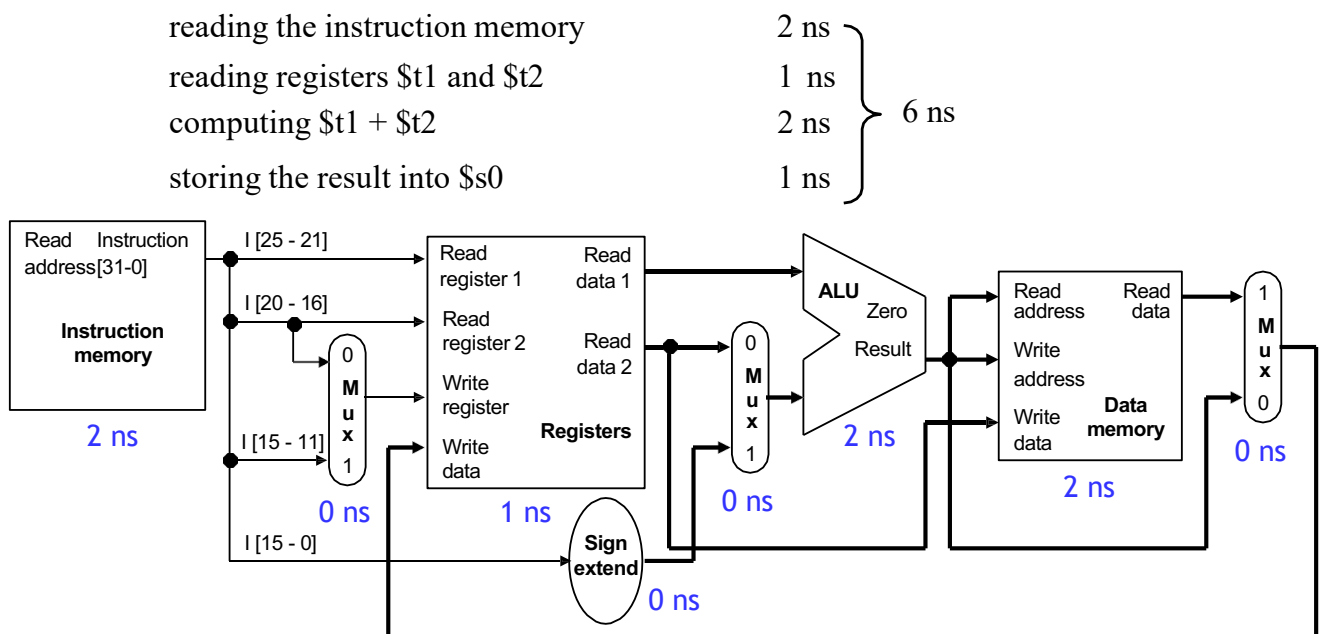 reading the instruction memory 2 ns
reading registers $t1 and $t2 1 ns
computing $t1 + $t2 2 ns
6 ns
storing the result into $s0 1 ns
Read Instruction
address[31-0]
Instruction
memory
2 ns
I [25 - 21]
I [20 - 16]
I [15 - 11]
I [15 - 0]
0
M
u
x
1
0 ns
Read
register 1
Read
data 1
Read
register 2
Read
data 2
Write
register
Write
data
Registers
1 ns
Sign
extend
0 ns
0
M
u
x
1
0 ns
ALU
Zero
Result
2 ns
Read
address
Read
data
Write
address
Write
data
Data
memory
2 ns
1
M
u
x
0
0 ns